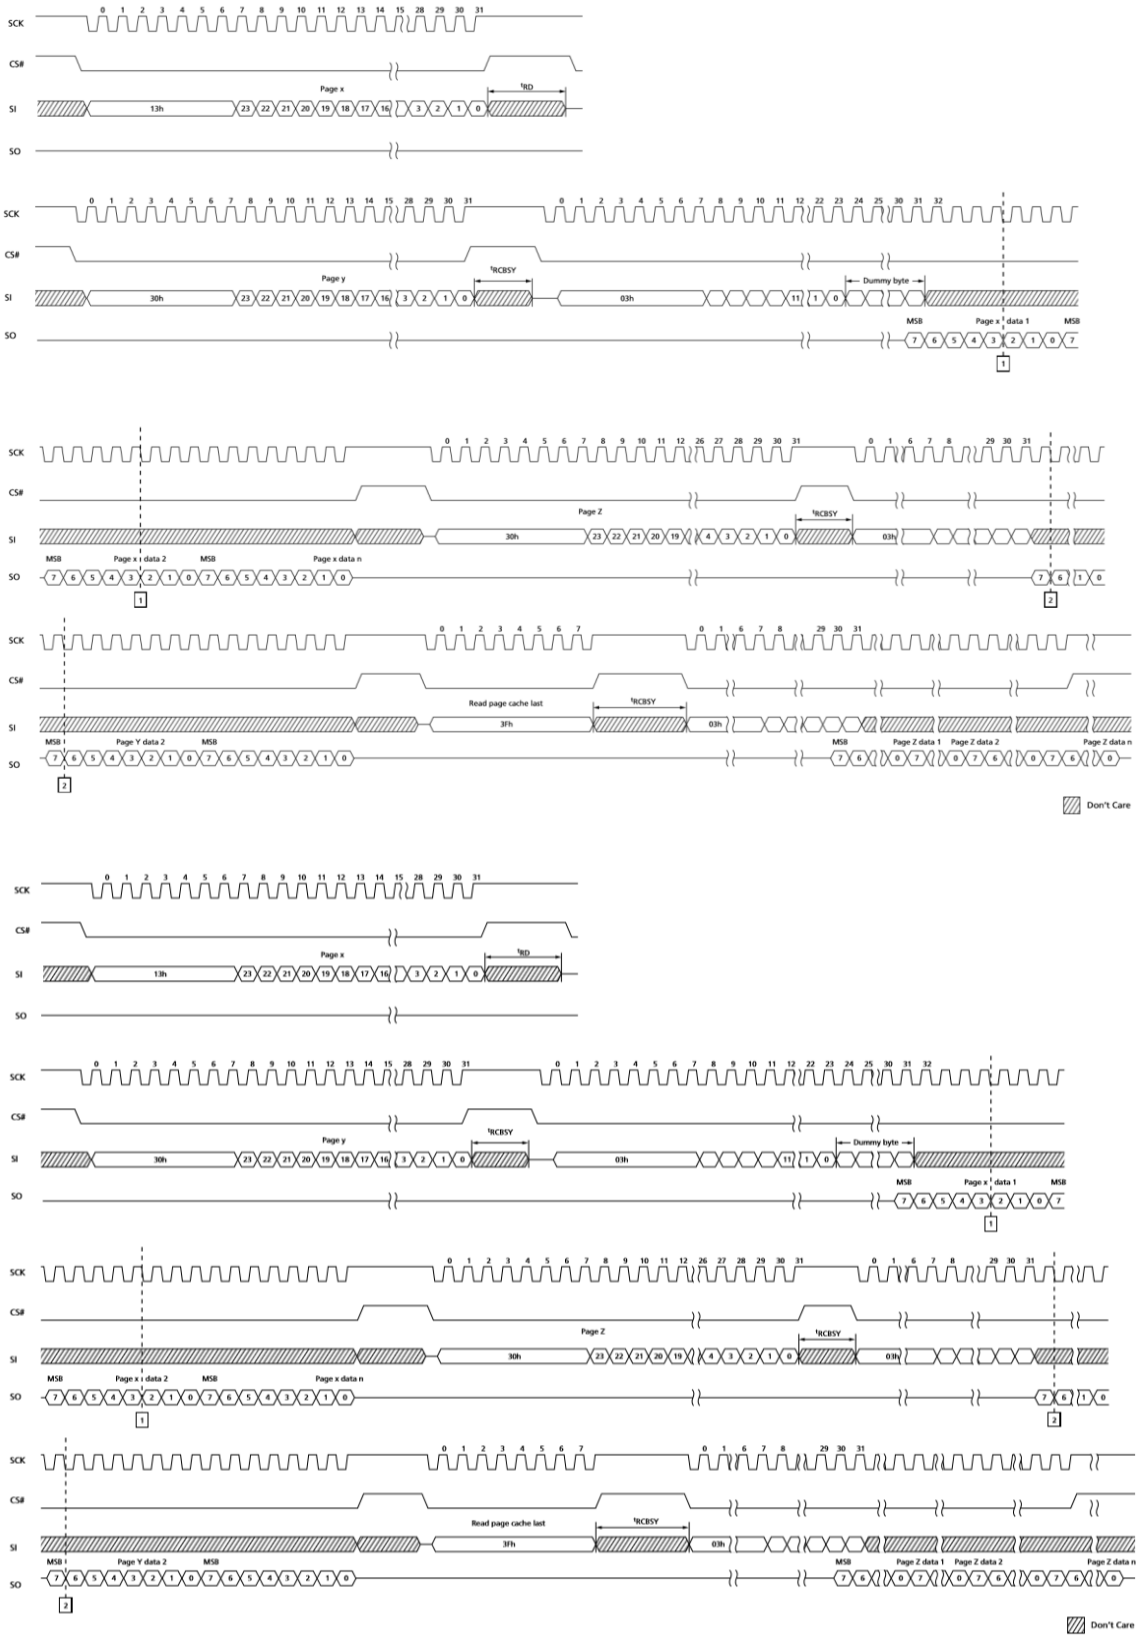 0 1 2 3 4 5 6 7 8 9 10 11 12 13 14 15 28 29 30 31
SCK
CS#
Page x
tRD
SI 13h 23 22 21 20 19 18 17 16 3 2 1 0
SO
0 1 2 3 4 5 6 7 8 9 10 11 12 13 14 15 28 29 30 31 0 1 2 3 4 5 6 7 8 9 10 11 12 22 23 24 25 30 31 32
SCK
CS#
Page y
tRCBSY
Dummy byte
SI 30h 23 22 21 20 19 18 17 16 3 2 1 0 03h 11 1 0
MSB Page x data 1 MSB
SO 7 6 5 4 3 2 1 0 7
1
0 1 2 3 4 5 6 7 8 9 10 11 12 26 27 28 29 30 31 0 1 6 7 8 29 30 31
SCK
CS#
Page Z
tRCBSY
SI 30h 23 22 21 20 19 4 3 2 1 0 03h
MSB Page x data 2 MSB Page x data n
SO 7 6 5 4 3 2 1 0 7 6 5 4 3 2 1 0 7 6 1 0
1 2
0 1 2 3 4 5 6 7 0 1 6 7 8 29 30 31
SCK
CS#
Read page cache last
tRCBSY
SI 3Fh 03h
MSB Page Y data 2 MSB MSB Page Z data 1 Page Z data 2 Page Z data n
SO 7 6 5 4 3 2 1 0 7 6 5 4 3 2 1 0 7 6 0 7 0 7 6 0 7 6 0
2
Don't Care
0 1 2 3 4 5 6 7 8 9 10 11 12 13 14 15 28 29 30 31
SCK
CS#
Page x
tRD
SI 13h 23 22 21 20 19 18 17 16 3 2 1 0
SO
0 1 2 3 4 5 6 7 8 9 10 11 12 13 14 15 28 29 30 31 0 1 2 3 4 5 6 7 8 9 10 11 12 22 23 24 25 30 31 32
SCK
CS#
Page y
tRCBSY
Dummy byte
SI 30h 23 22 21 20 19 18 17 16 3 2 1 0 03h 11 1 0
MSB Page x data 1 MSB
SO 7 6 5 4 3 2 1 0 7
1
0 1 2 3 4 5 6 7 8 9 10 11 12 26 27 28 29 30 31 0 1 6 7 8 29 30 31
SCK
CS#
Page Z
tRCBSY
SI 30h 23 22 21 20 19 4 3 2 1 0 03h
MSB Page x data 2 MSB Page x data n
SO 7 6 5 4 3 2 1 0 7 6 5 4 3 2 1 0 7 6 1 0
1 2
0 1 2 3 4 5 6 7 0 1 6 7 8 29 30 31
SCK
CS#
Read page cache last
tRCBSY
SI 3Fh 03h
MSB Page Y data 2 MSB MSB Page Z data 1 Page Z data 2 Page Z data n
SO 7 6 5 4 3 2 1 0 7 6 5 4 3 2 1 0 7 6 0 7 0 7 6 0 7 6 0
2
Don't Care